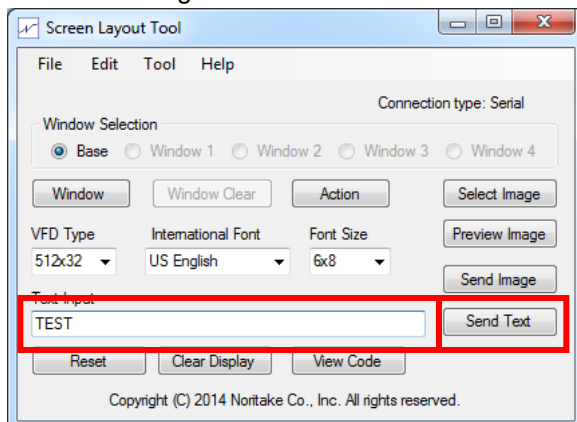 Screen Layout Tool
File Edit Tool Help
Connection type: Serial
Window Selection
Base Window 1 Window 2 Window 3 Window 4
Window Window Clear Action Select Image
VFD Type International Font Font Size Preview Image
512x32 US English 6x8
Send Image
Text Input
TEST Send Text
Reset Clear Display View Code
Copyright (C) 2014 Noritake Co., Inc. All rights reserved.